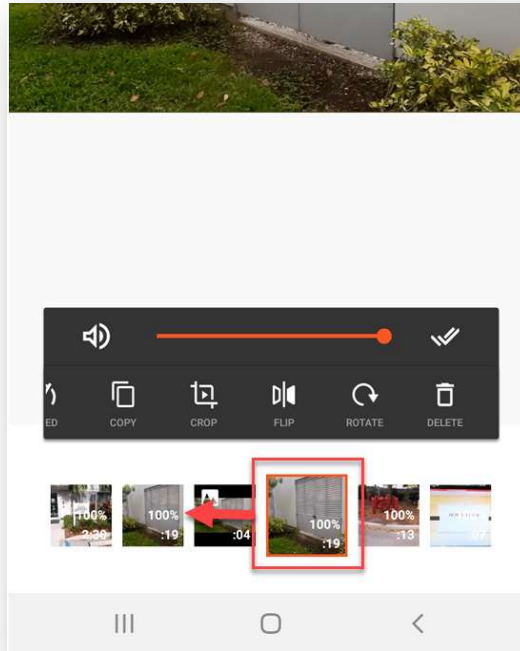 ED
COPY
CROP
FLIP
ROTATE
DELETE
100%
2:30
100%
:19
:04
100%
:19
100%
:13
:07